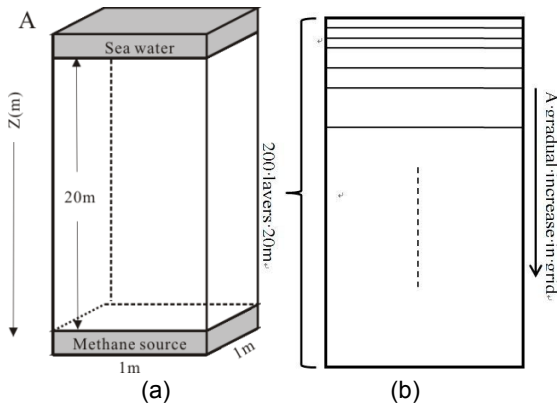 A
Sea water
Z(m)
20m
Methane source
1m
1m
(a)
200·layers·20m
A·gradual·increase·in·grid
(b)